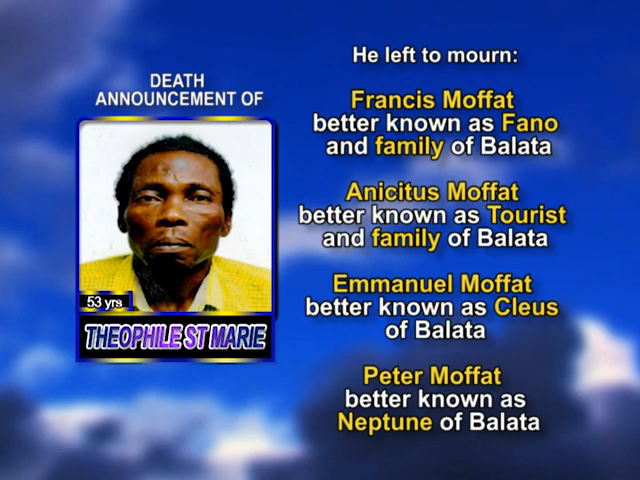 DEATH
ANNOUNCEMENT OF
53 yrs
THEOPHILE ST MARIE
He left to mourn:
Francis Moffat
better known as Fano
and family of Balata
Anicitus Moffat
better known as Tourist
and family of Balata
Emmanuel Moffat
better known as Cleus
of Balata
Peter Moffat
better known as
Neptune of Balata